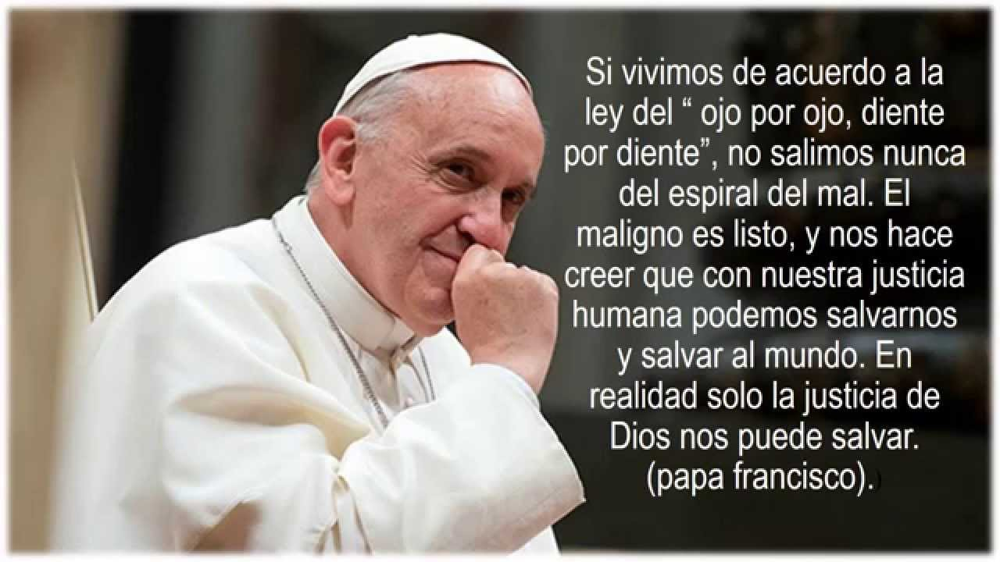 Si vivimos de acuerdo a la
ley del “ ojo por ojo, diente
por diente”, no salimos nunca
del espiral del mal. El
maligno es listo, y nos hace
creer que con nuestra justicia
humana podemos salvarnos
y salvar al mundo. En
realidad solo la justicia de
Dios nos puede salvar.
(papa francisco).)